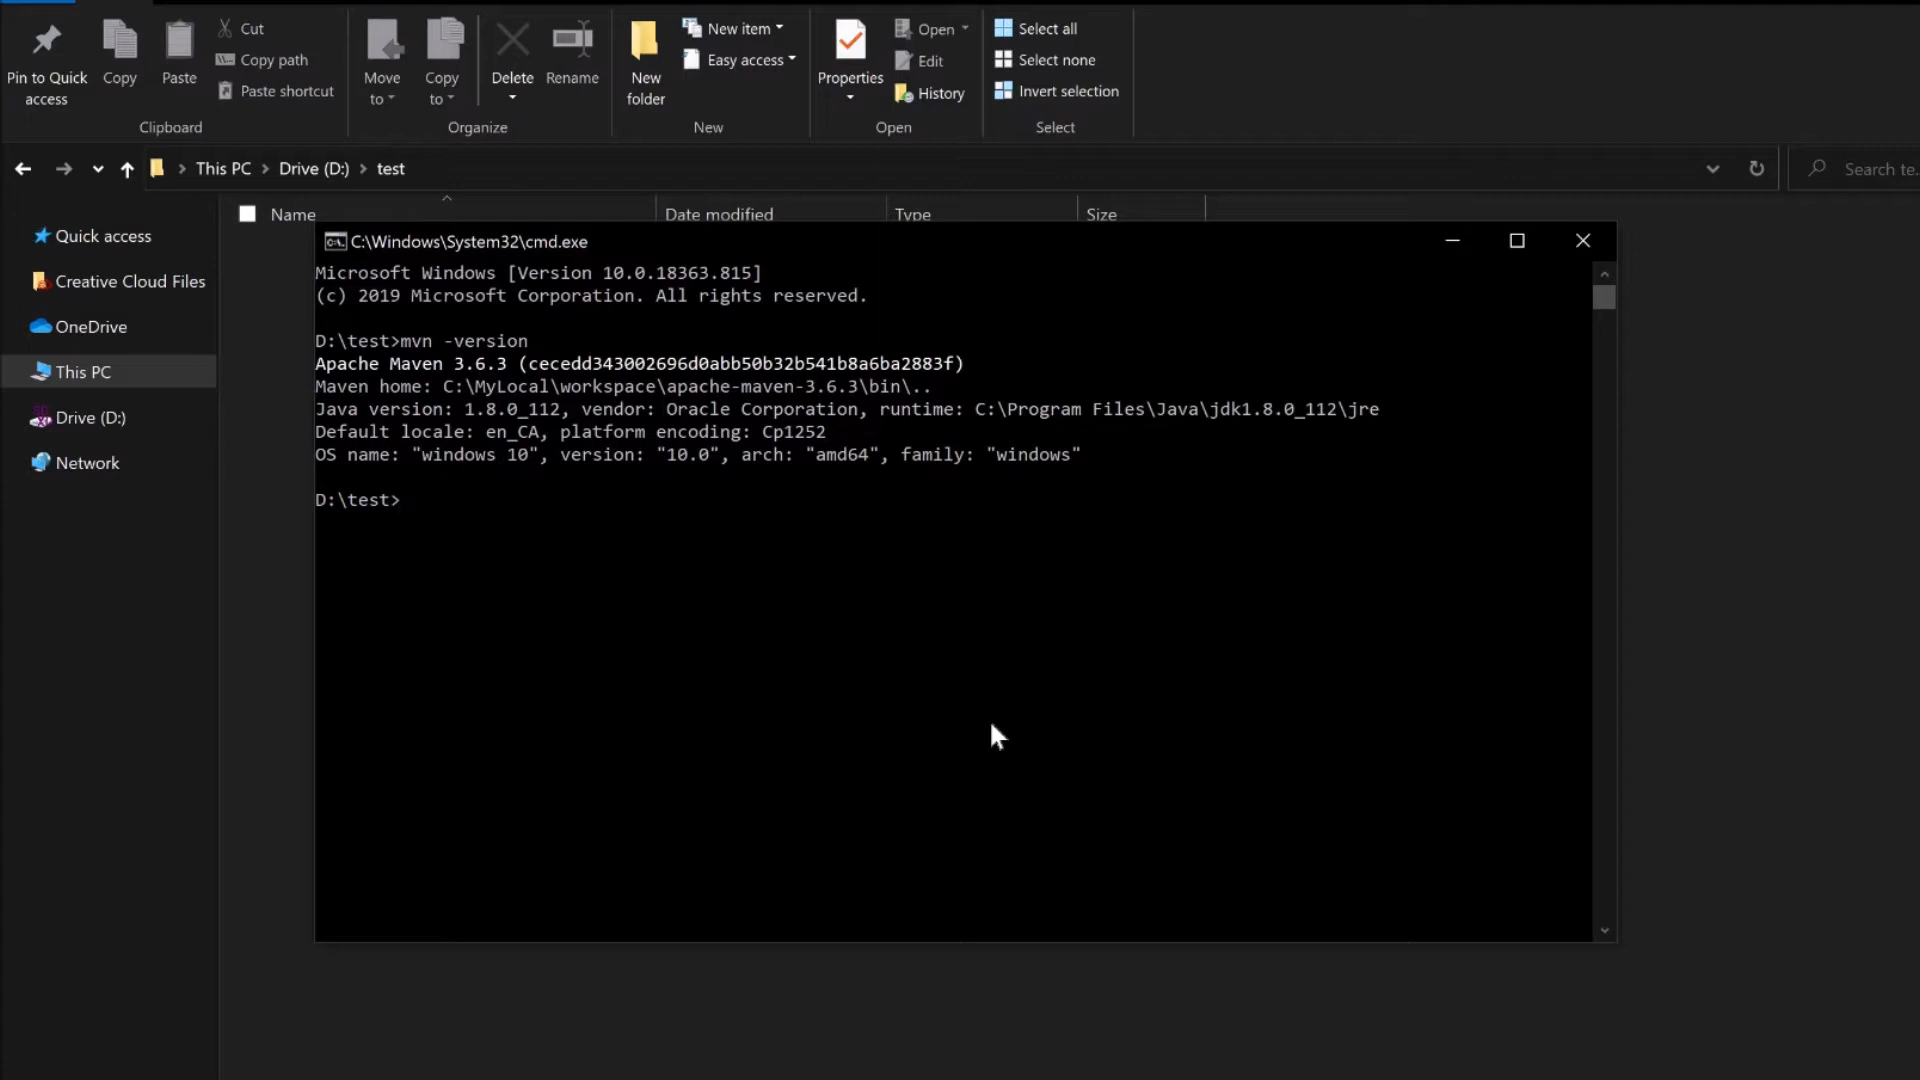 Pin to Quick access
Copy
Paste
Cut
Copy path
Paste shortcut
Clipboard
Move to
Copy to
Delete
Rename
Organize
New folder
New item
Easy access
New
Properties
Open
Edit
History
Open
Select all
Select none
Invert selection
Select
This PC > Drive (D:) > test
Search te...
Name
Date modified
Type
Size
Quick access
Creative Cloud Files
OneDrive
This PC
Drive (D:)
Network
C:\Windows\System32\cmd.exe
Microsoft Windows [Version 10.0.18363.815]
(c) 2019 Microsoft Corporation. All rights reserved.
D:\test>mvn -version
Apache Maven 3.6.3 (cecedd343002696d0abb50b32b541b8a6ba2883f)
Maven home: C:\MyLocal\workspace\apache-maven-3.6.3\bin\..
Java version: 1.8.0_112, vendor: Oracle Corporation, runtime: C:\Program Files\Java\jdk1.8.0_112\jre
Default locale: en_CA, platform encoding: Cp1252
OS name: "windows 10", version: "10.0", arch: "amd64", family: "windows"
D:\test>